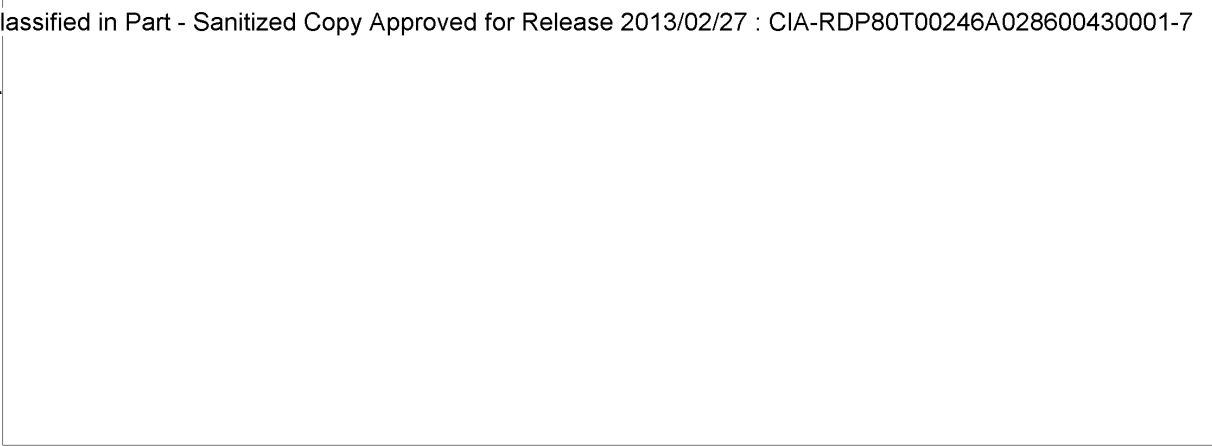 lassified in Part - Sanitized Copy Approved for Release 2013/02/27 : CIA-RDP80T00246A028600430001-7